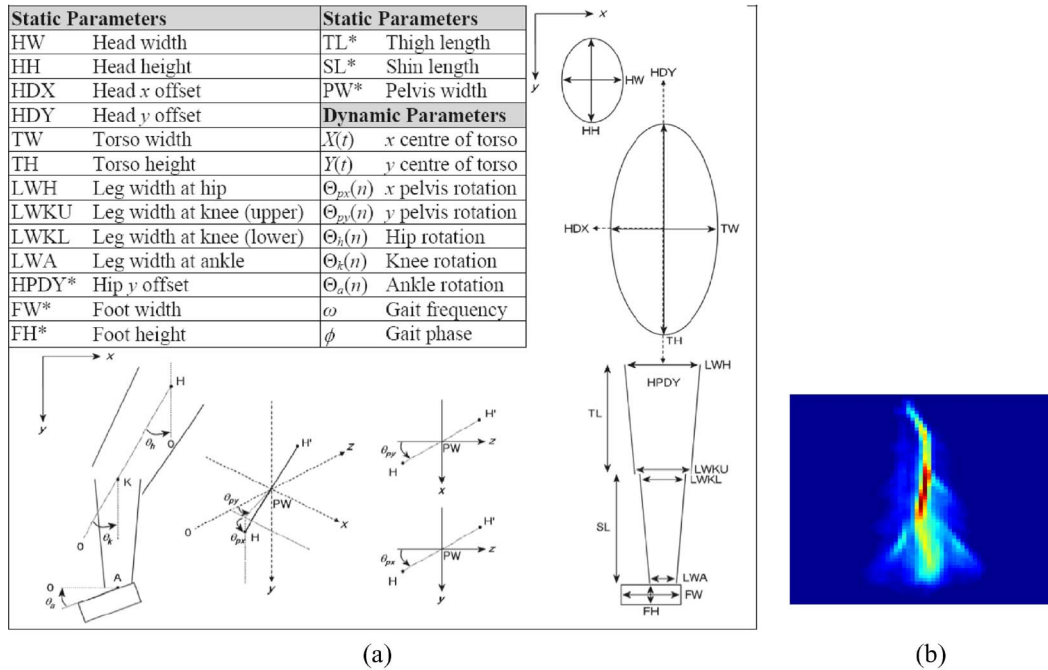 Static Parameters Static Parameters
HW Head width TL* Thigh length
HH Head height SL* Shin length
HDX Head x offset PW* Pelvis width
HDY Head y offset Dynamic Parameters
TW Torso width X(t) x centre of torso
TH Torso height Y(t) y centre of torso
LWH Leg width at hip Θpx(n) x pelvis rotation
LWKU Leg width at knee (upper) Θpy(n) y pelvis rotation
LWKL Leg width at knee (lower) Θh(n) Hip rotation
LWA Leg width at ankle Θk(n) Knee rotation
HPDY* Hip y offset Θa(n) Ankle rotation
FW* Foot width ω Gait frequency
FH* Foot height ϕ Gait phase
x
y
HW
HH
HDY
HDX
TW
TH
LWH
HPDY
TL
LWKU
LWKL
SL
LWA
FW
FH
x
y
H
θh
0
K
0
θk
0
A
θa
H'
z
PW
θpy
0
H
θpx
x
y
H'
θpy
PW
z
H
x
H'
θpx
PW
z
H
y
(a)
(b)